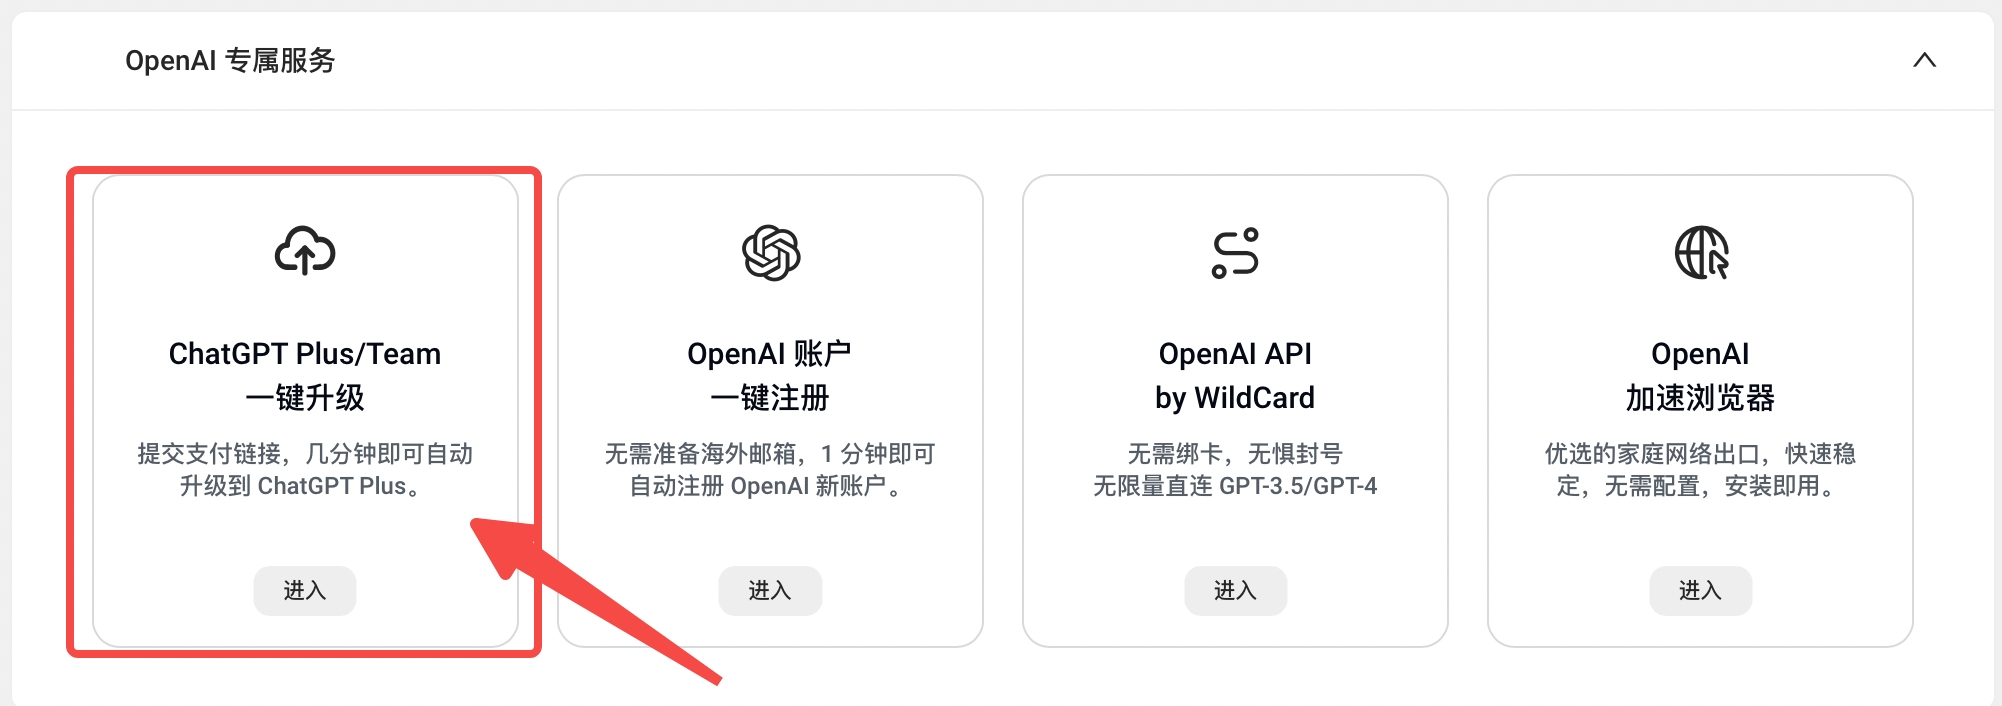 OpenAI 专属服务
ChatGPT Plus/Team
一键升级
提交支付链接，几分钟即可自动
升级到 ChatGPT Plus。
进入
OpenAI 账户
一键注册
无需准备海外邮箱，1 分钟即可
自动注册 OpenAI 新账户。
进入
OpenAI API
by WildCard
无需绑卡，无惧封号
无限量直连 GPT-3.5/GPT-4
进入
OpenAI
加速浏览器
优选的家庭网络出口，快速稳
定，无需配置，安装即用。
进入